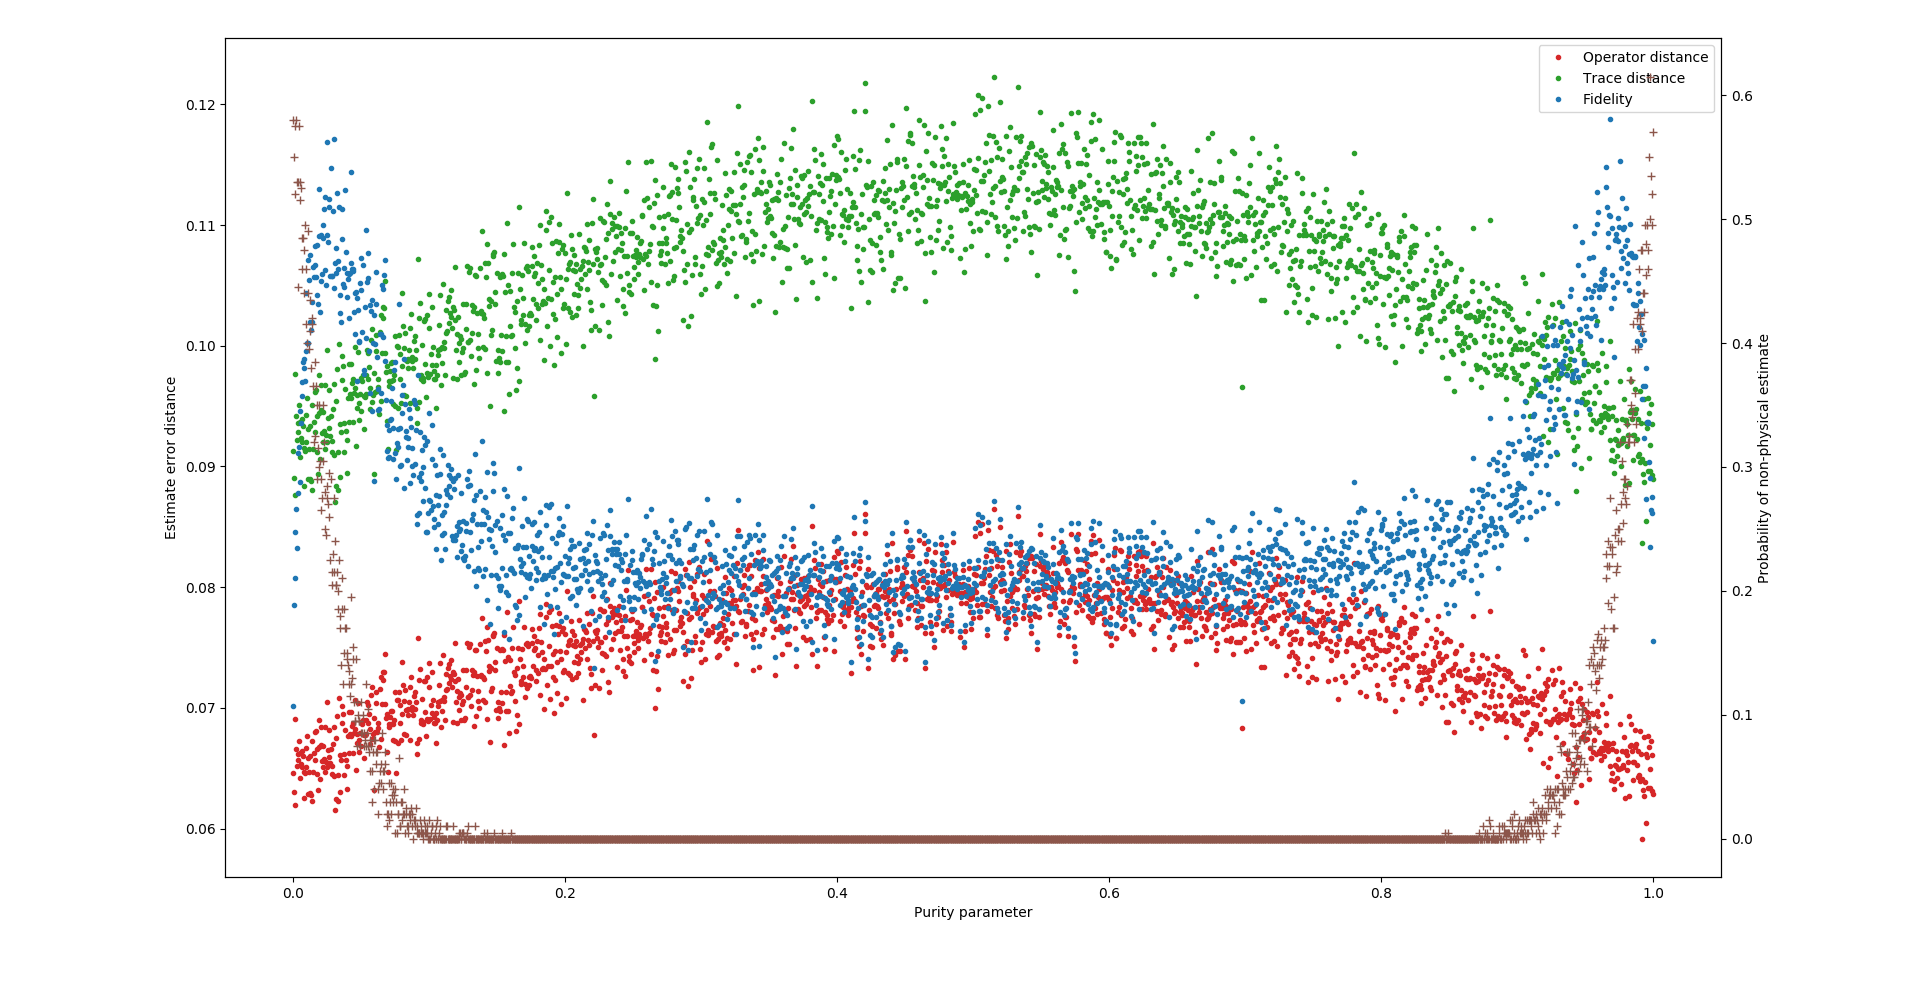 Operator distance
Trace distance
Fidelity
0.12
0.11
0.10
0.09
0.08
0.07
0.06
Estimate error distance
0.6
0.5
0.4
0.3
0.2
0.1
0.0
Probability of non-physical estimate
0.0 0.2 0.4 0.6 0.8 1.0
Purity parameter